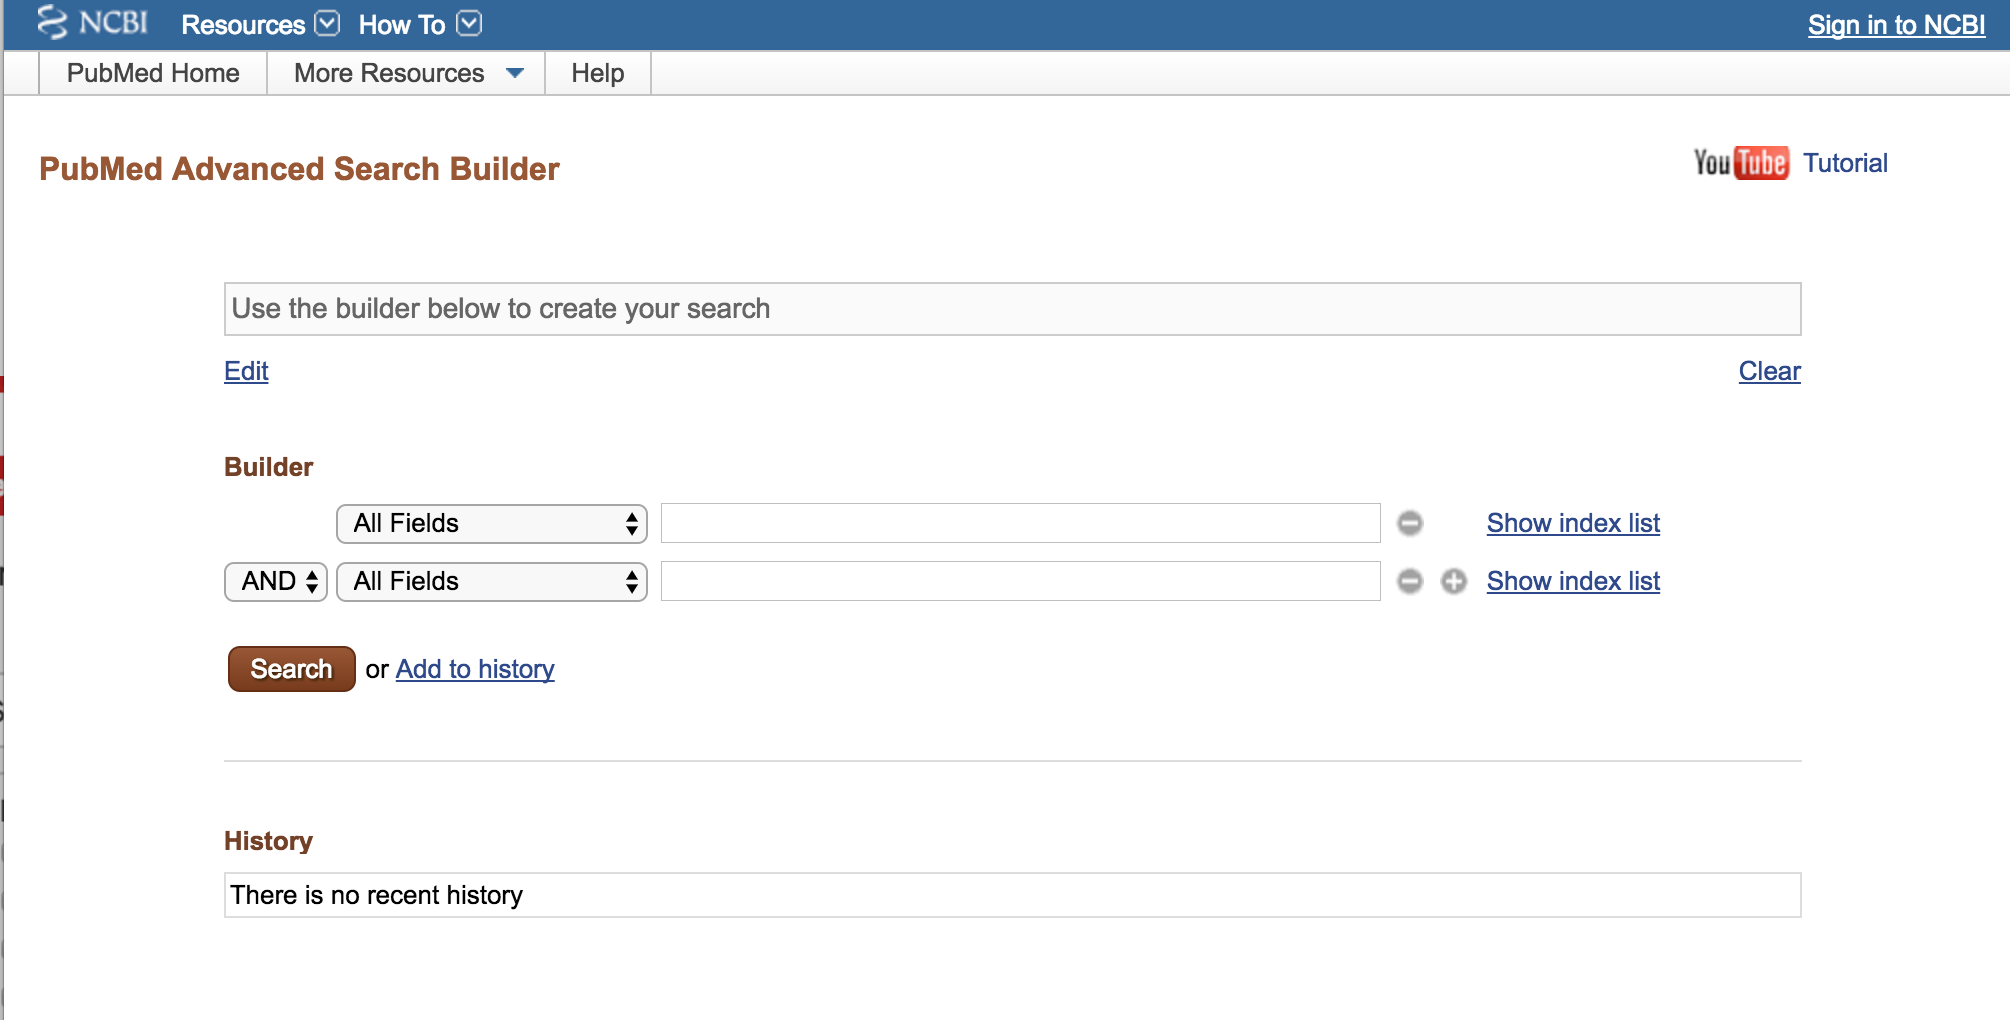 NCBI Resources How To Sign in to NCBI
PubMed Home More Resources Help
PubMed Advanced Search Builder
You Tube Tutorial
Use the builder below to create your search
Edit Clear
Builder
All Fields Show index list
AND All Fields Show index list
Search or Add to history
History
There is no recent history